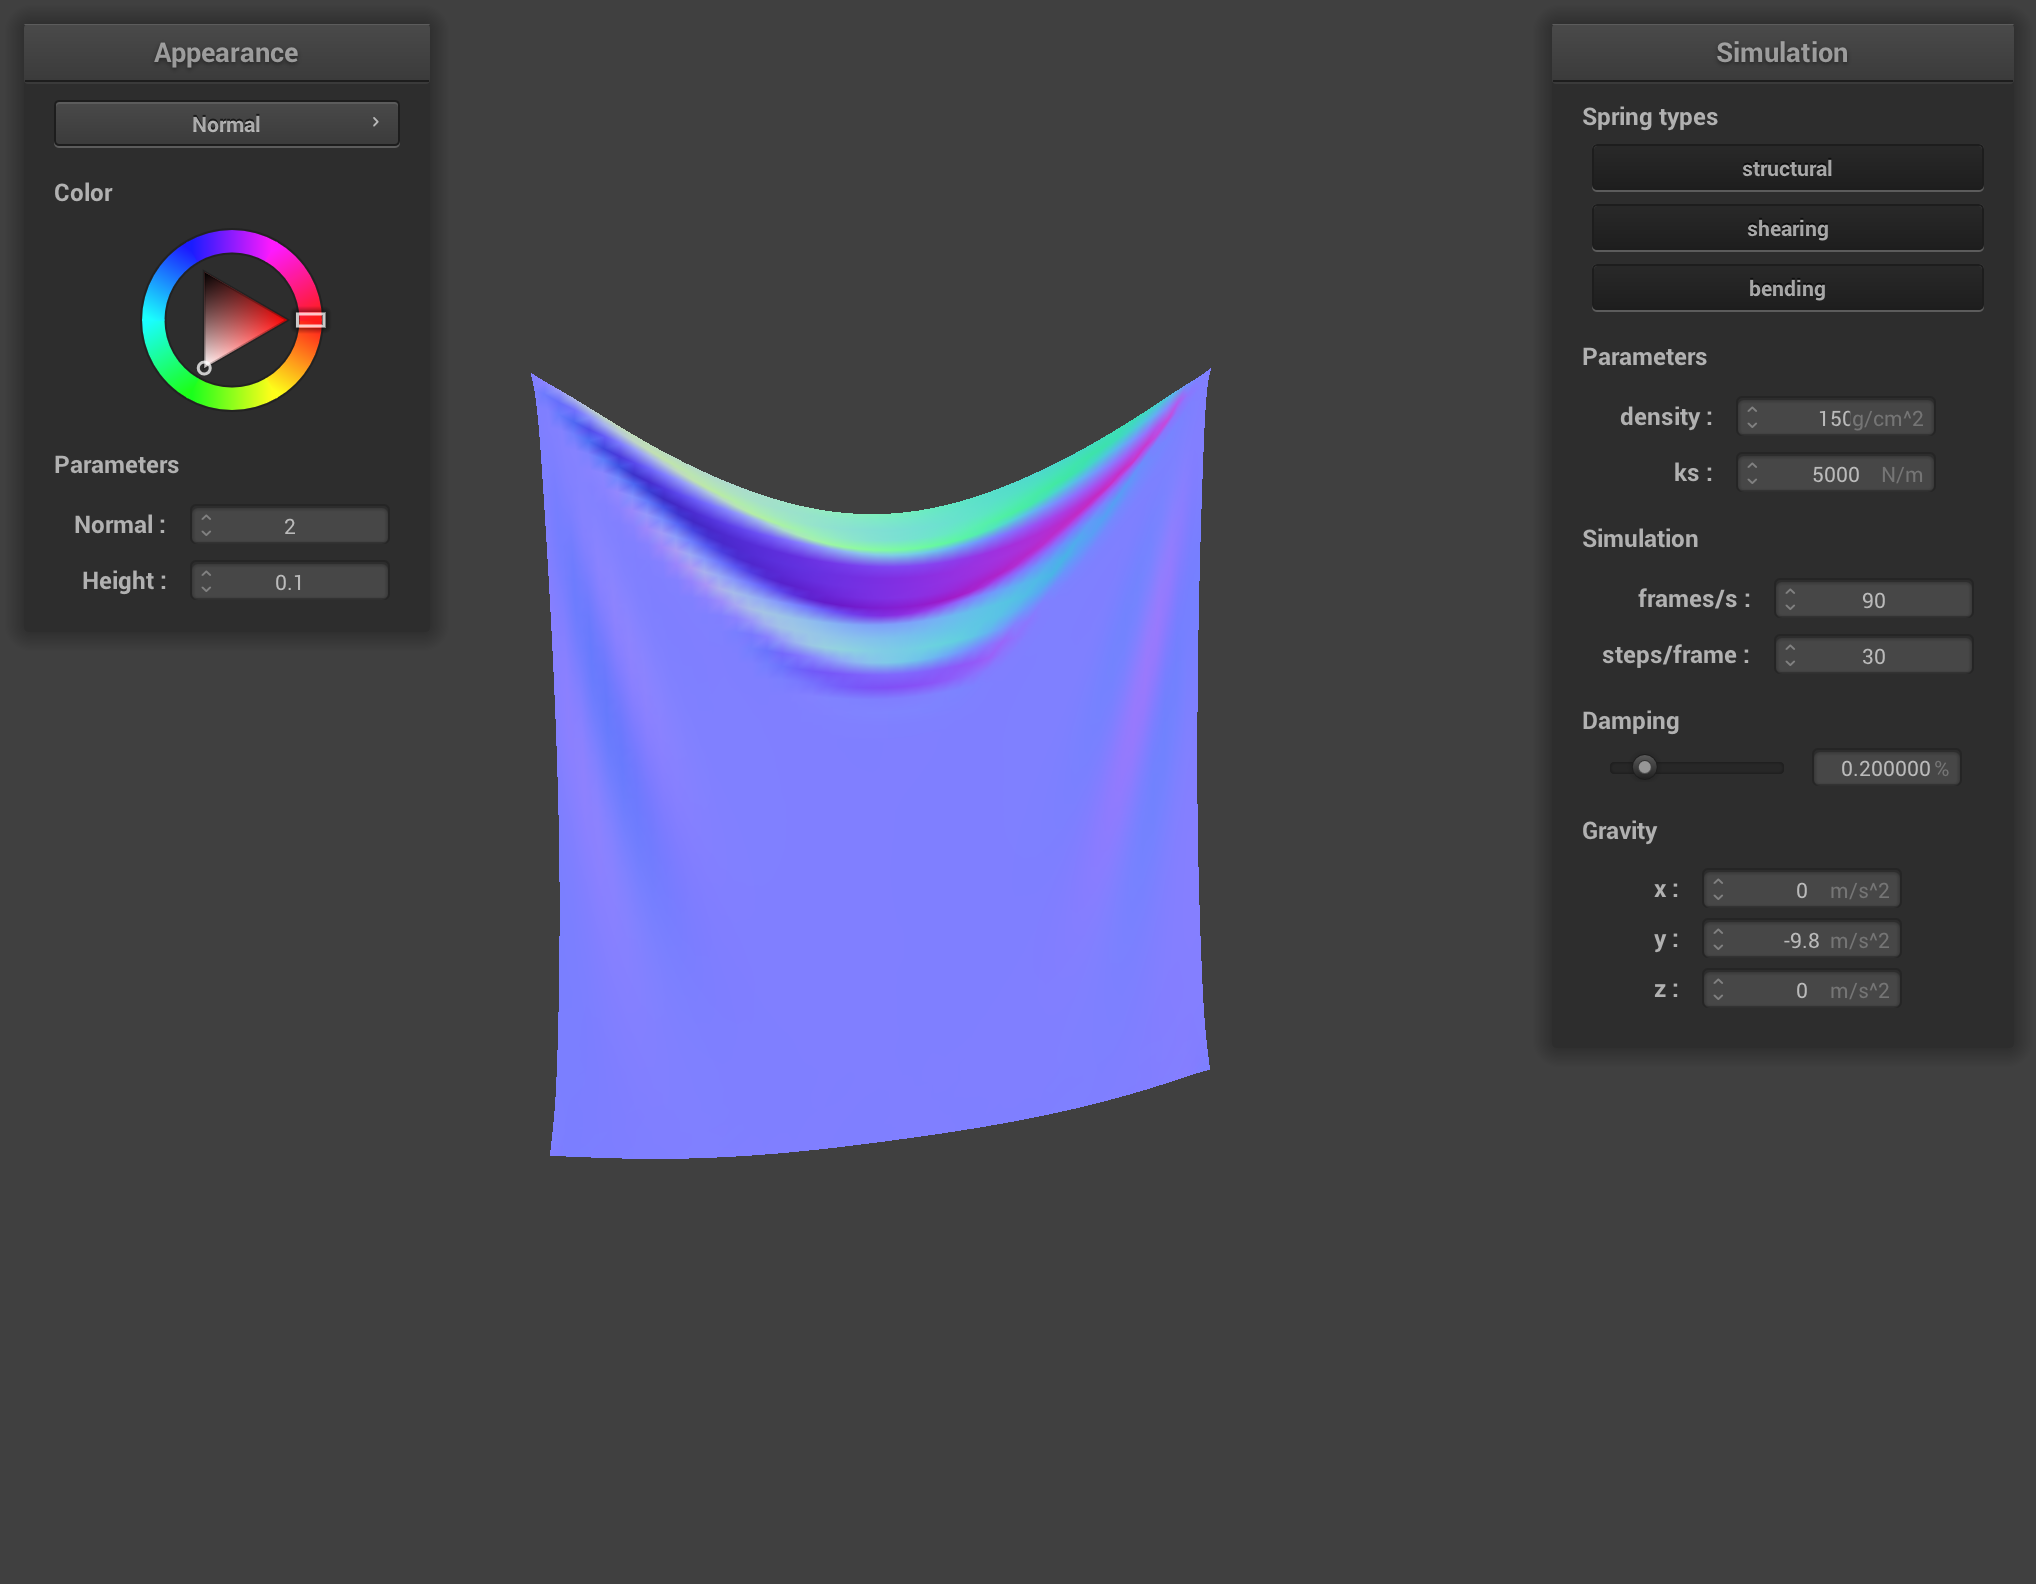 Appearance
Normal
Color
Parameters
Normal : 2
Height : 0.1
Simulation
Spring types
structural
shearing
bending
Parameters
density : 150 g/cm^2
ks : 5000 N/m
Simulation
frames/s : 90
steps/frame : 30
Damping
0.200000 %
Gravity
x : 0 m/s^2
y : -9.8 m/s^2
z : 0 m/s^2